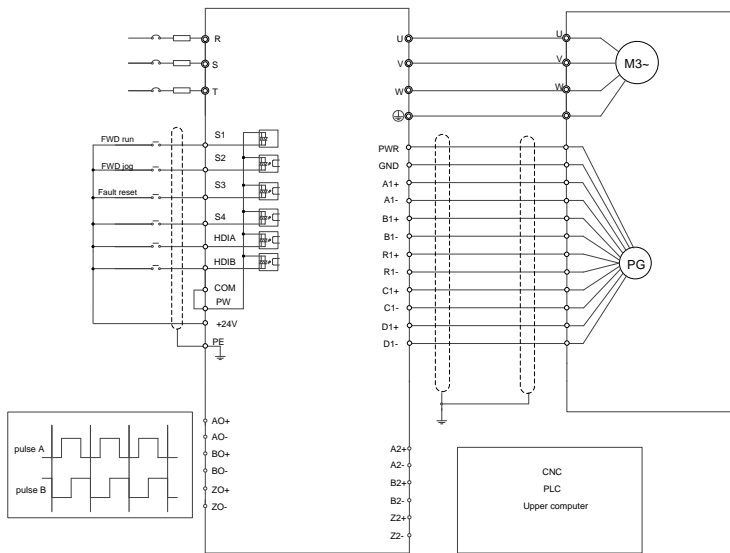 R
S
T
FWD run
FWD jog
Fault reset
S1
S2
S3
S4
HDIA
HDIB
COM
PW
+24V
PE
AO+
AO-
BO+
BO-
ZO+
ZO-
pulse A
pulse B
U
V
W
PWR
GND
A1+
A1-
B1+
B1-
R1+
R1-
C1+
C1-
D1+
D1-
A2+
A2-
B2+
B2-
Z2+
Z2-
U
V
W
M3~
PG
CNC
PLC
Upper computer